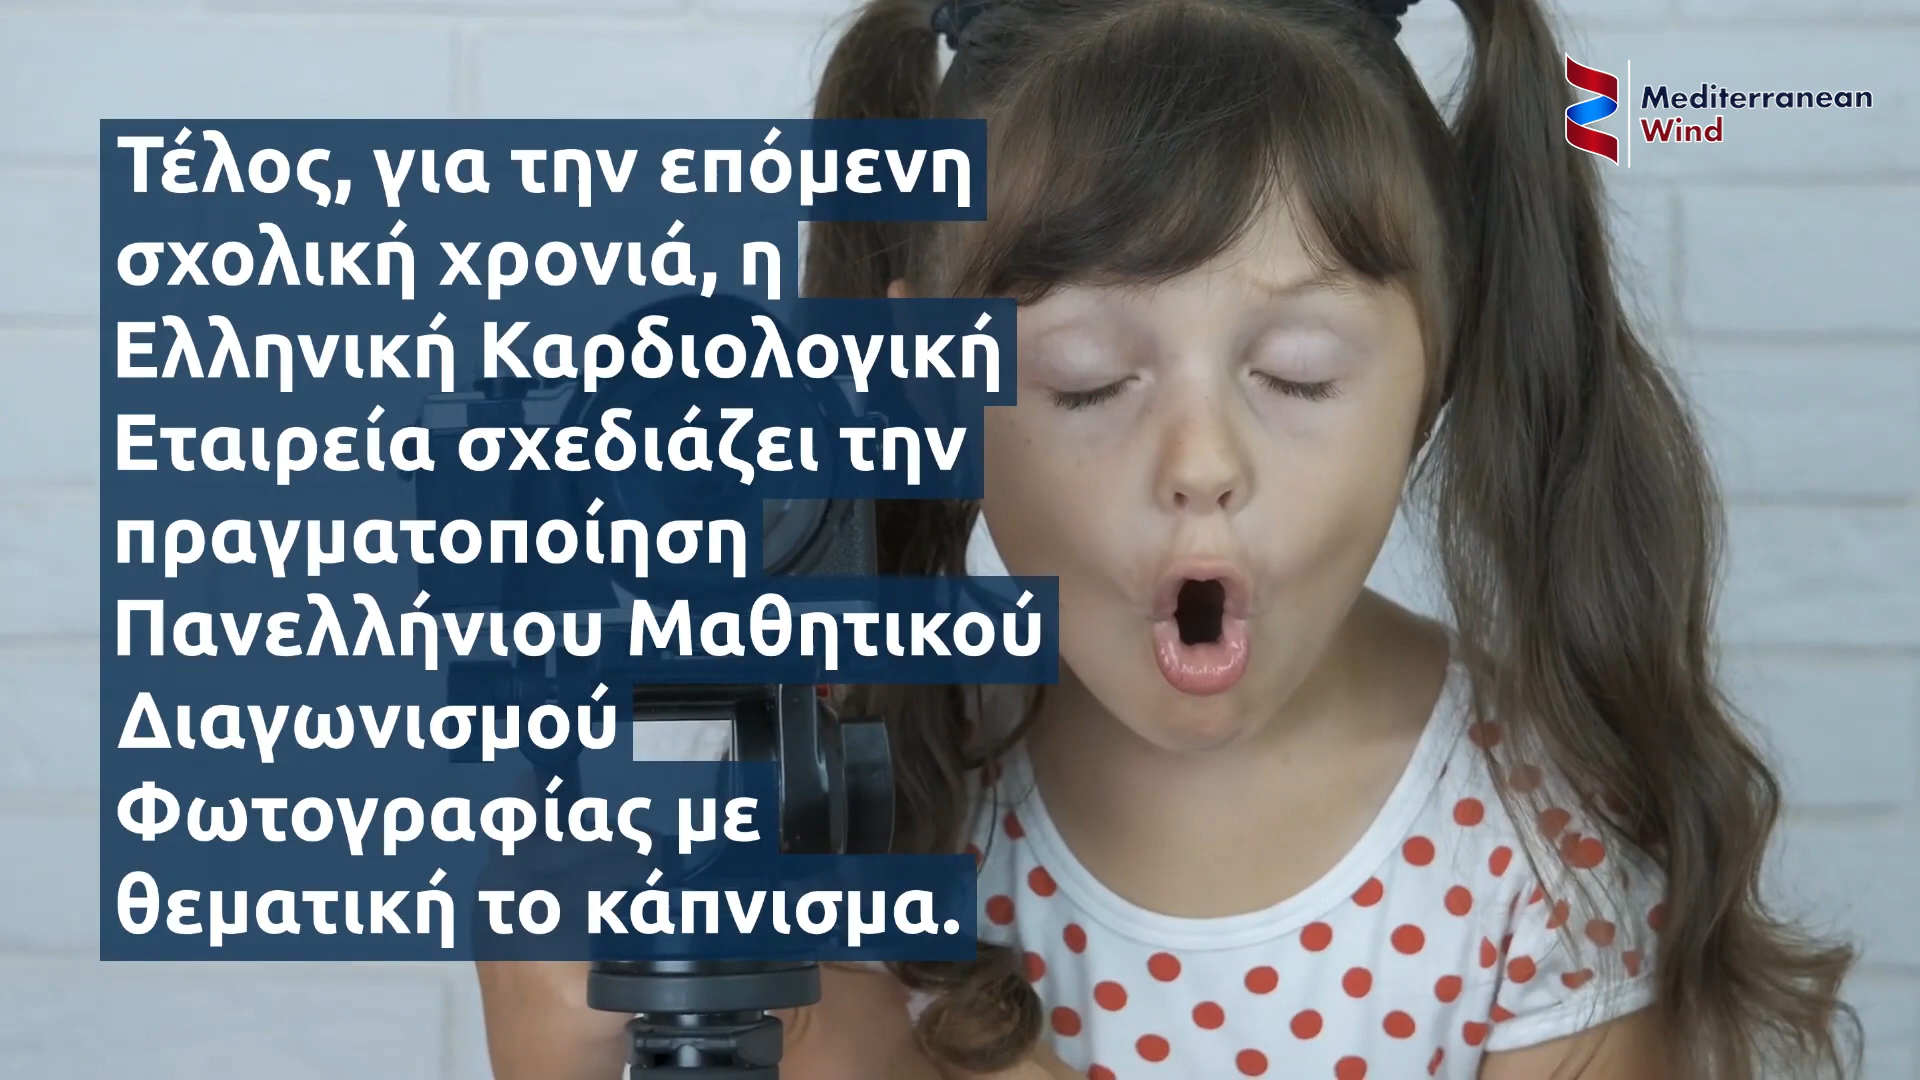 Τέλος, για την επόμενη
σχολική χρονιά, η
Ελληνική Καρδιολογική
Εταιρεία σχεδιάζει την
πραγματοποίηση
Πανελλήνιου Μαθητικού
Διαγωνισμού
Φωτογραφίας με
θεματική το κάπνισμα.
Mediterranean
Wind